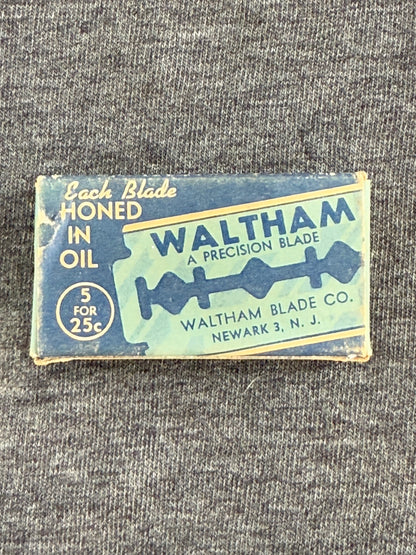 Each Blade
HONED
IN
OIL
5
FOR
25c
WALTHAM
A PRECISION BLADE
WALTHAM BLADE CO.
NEWARK 3, N. J.